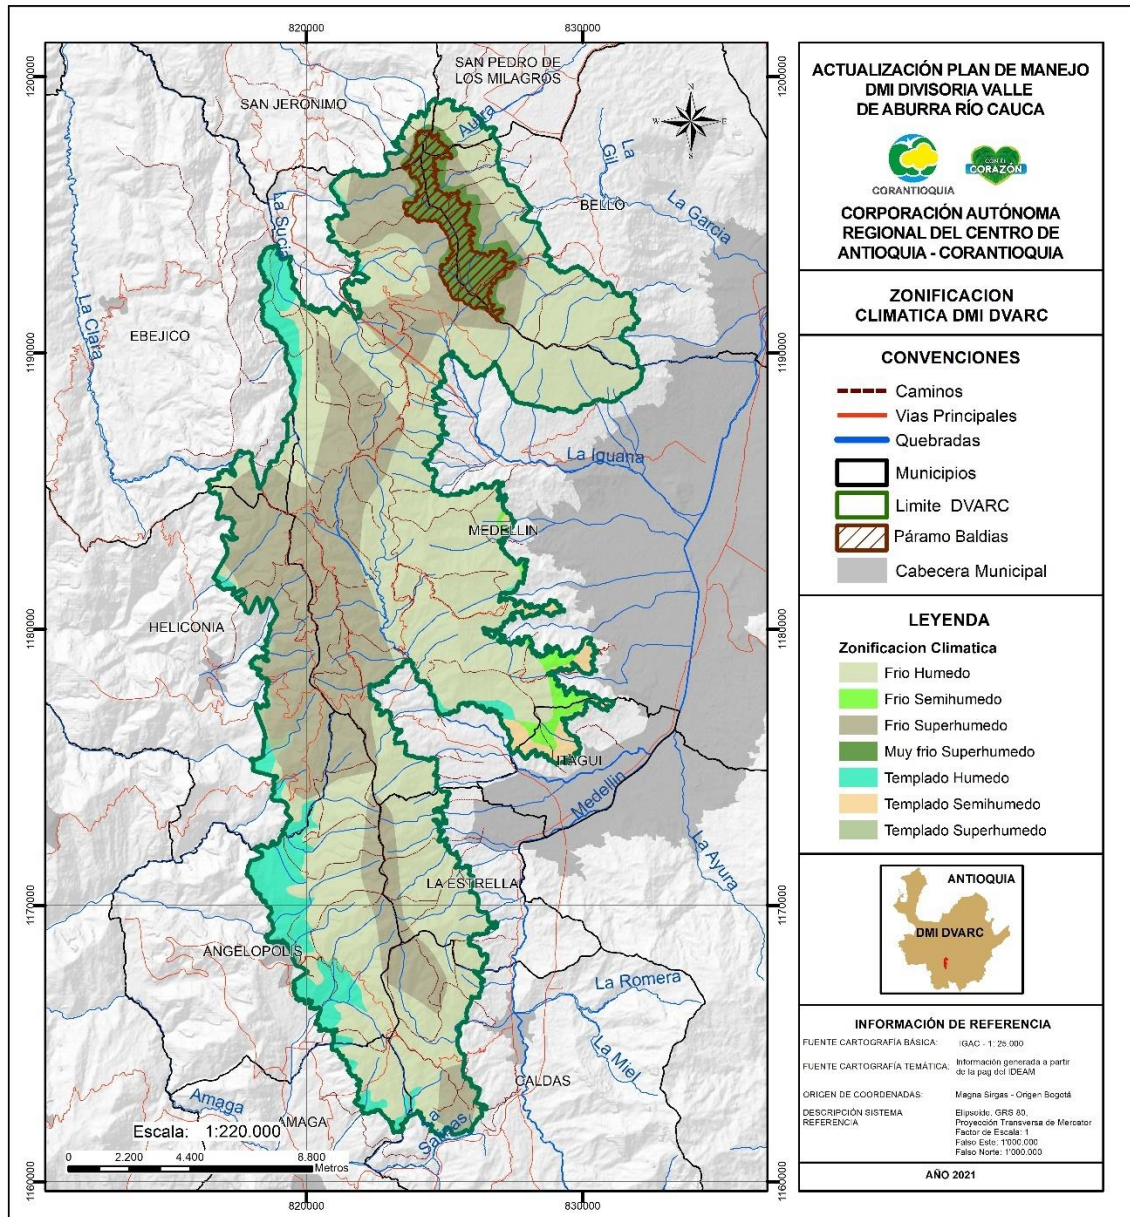 820000
830000
1200000
1190000
1180000
1170000
1160000
1200000
1190000
1180000
1170000
1160000
820000
830000
SAN PEDRO DE
LOS MILAGROS
SAN JERONIMO
Aurra
La
Gil
BELLO
La Garcia
La Sucia
La Clara
EBEJICO
La Iguana
MEDELLIN
HELICONIA
ITAGUI
Medellin
La Ayura
LA ESTRELLA
ANGELOPOLIS
La Romera
La Miel
CALDAS
Amaga
AMAGA
W
E
S
Escala: 1:220.000
0 2.200 4.400 8.800
Metros
ACTUALIZACIÓN PLAN DE MANEJO
DMI DIVISORIA VALLE
DE ABURRA RÍO CAUCA
CORANTIOQUIA
CORAZÓN
CORPORACIÓN AUTÓNOMA
REGIONAL DEL CENTRO DE
ANTIOQUIA - CORANTIOQUIA
ZONIFICACION
CLIMATICA DMI DVARC
CONVENCIONES
Caminos
Vias Principales
Quebradas
Municipios
Limite DVARC
Páramo Baldias
Cabecera Municipal
LEYENDA
Zonificacion Climatica
Frio Humedo
Frio Semihumedo
Frio Superhumedo
Muy frio Superhumedo
Templado Humedo
Templado Semihumedo
Templado Superhumedo
ANTIOQUIA
DMI DVARC
INFORMACIÓN DE REFERENCIA
FUENTE CARTOGRAFÍA BÁSICA: IGAC - 1: 25.000
FUENTE CARTOGRAFÍA TEMÁTICA: Información generada a partir
de la pag del IDEAM
ORIGEN DE COORDENADAS: Magna Sirgas - Origen Bogotá
DESCRIPCIÓN SISTEMA
REFERENCIA
Elipsoide, GRS 80,
Proyección Transversa de Mercator
Factor de Escala: 1
Falso Este: 1'000.000
Falso Norte: 1'000.000
AÑO 2021